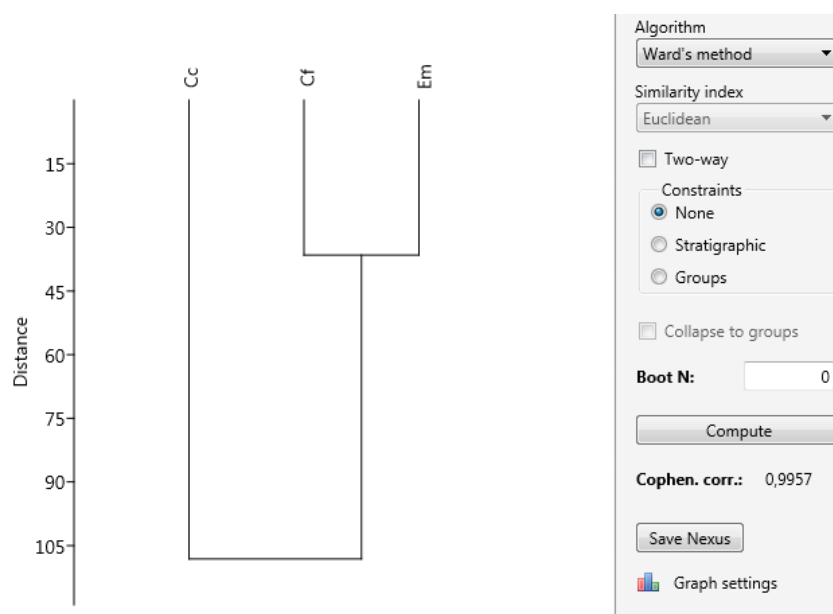 Cc
Cf
Em
15
30
45
60
75
90
105
Distance
Algorithm
Ward's method
Similarity index
Euclidean
Two-way
Constraints
None
Stratigraphic
Groups
Collapse to groups
Boot N: 0
Compute
Cophen. corr.: 0,9957
Save Nexus
Graph settings